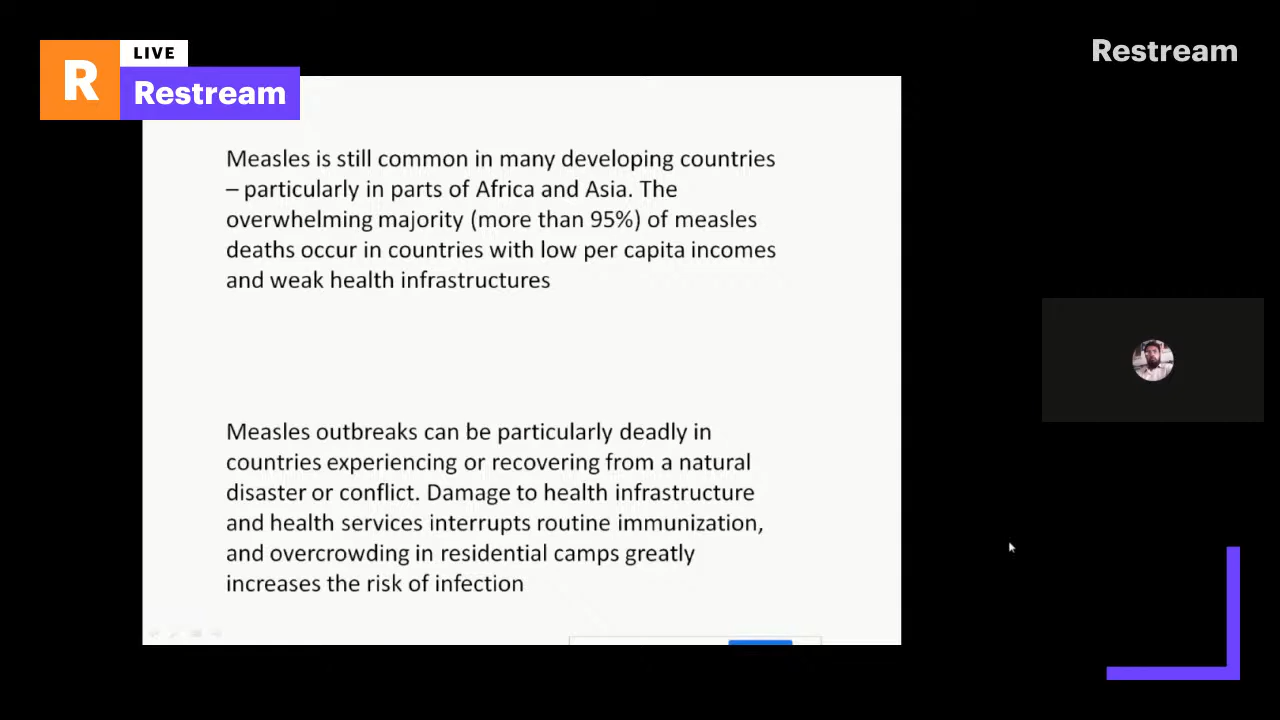 R
LIVE
Restream
Restream
Measles is still common in many developing countries
– particularly in parts of Africa and Asia. The
overwhelming majority (more than 95%) of measles
deaths occur in countries with low per capita incomes
and weak health infrastructures
Measles outbreaks can be particularly deadly in
countries experiencing or recovering from a natural
disaster or conflict. Damage to health infrastructure
and health services interrupts routine immunization,
and overcrowding in residential camps greatly
increases the risk of infection